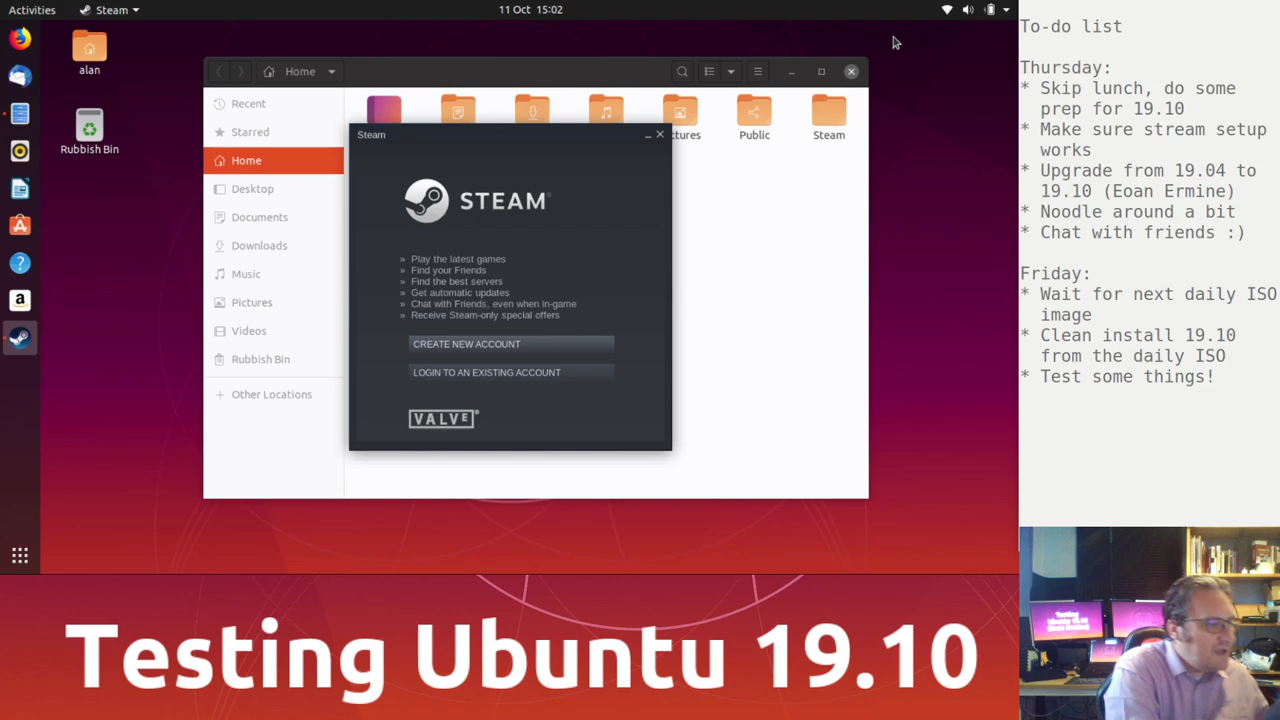 Activities
Steam
11 Oct 15:02
alan
Rubbish Bin
Home
Recent
Starred
Home
Desktop
Documents
Downloads
Music
Pictures
Videos
Rubbish Bin
+ Other Locations
Public
Steam
Steam
STEAM®
» Play the latest games
» Find your Friends
» Find the best servers
» Get automatic updates
» Chat with Friends, even when in-game
» Receive Steam-only special offers
CREATE NEW ACCOUNT
LOGIN TO AN EXISTING ACCOUNT
VALVE®
To-do list
Thursday:
* Skip lunch, do some
prep for 19.10
* Make sure stream setup
works
* Upgrade from 19.04 to
19.10 (Eoan Ermine)
* Noodle around a bit
* Chat with friends :)
Friday:
* Wait for next daily ISO
image
* Clean install 19.10
from the daily ISO
* Test some things!
Testing Ubuntu 19.10